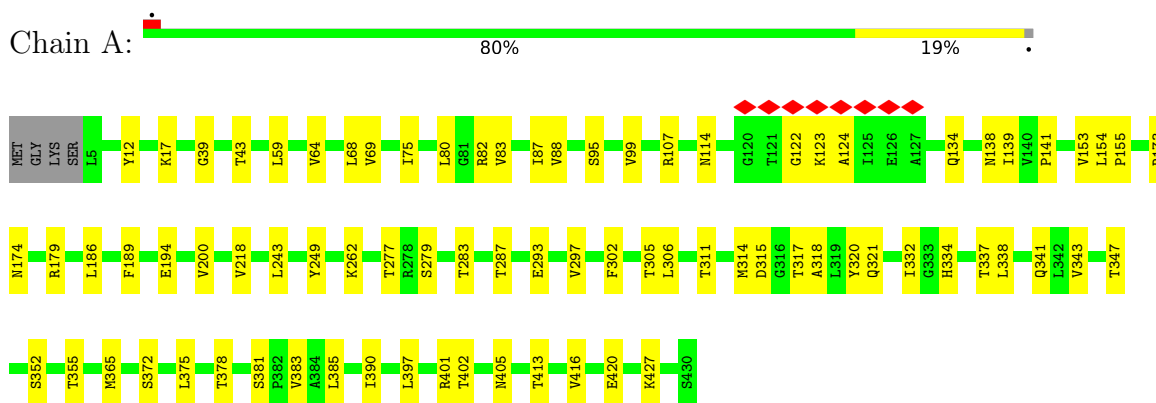 Chain A: 80% 19%
MET GLY LYS SER L5 Y12 K17 G39 T43 L59 V64 L68 V69 I75 L80 G81 R82 V83 I87 V88 S95 V99 R107 N114 G120 T121 G122 K123 A124 I125 E126 A127 Q134 N138 I139 V140 P141 V153 L154 P155
N174 R179 L186 F189 E194 V200 V218 L243 Y249 K262 T277 R278 S279 T283 T287 E293 V297 F302 T305 L306 T311 M314 D315 G316 T317 A318 L319 Y320 Q321 I332 G333 H334 T337 L338 Q341 L342 V343 T347
S352 T355 M365 S372 L375 T378 S381 P382 V383 A384 L385 I390 L397 R401 T402 N405 T413 V416 E420 K427 S430